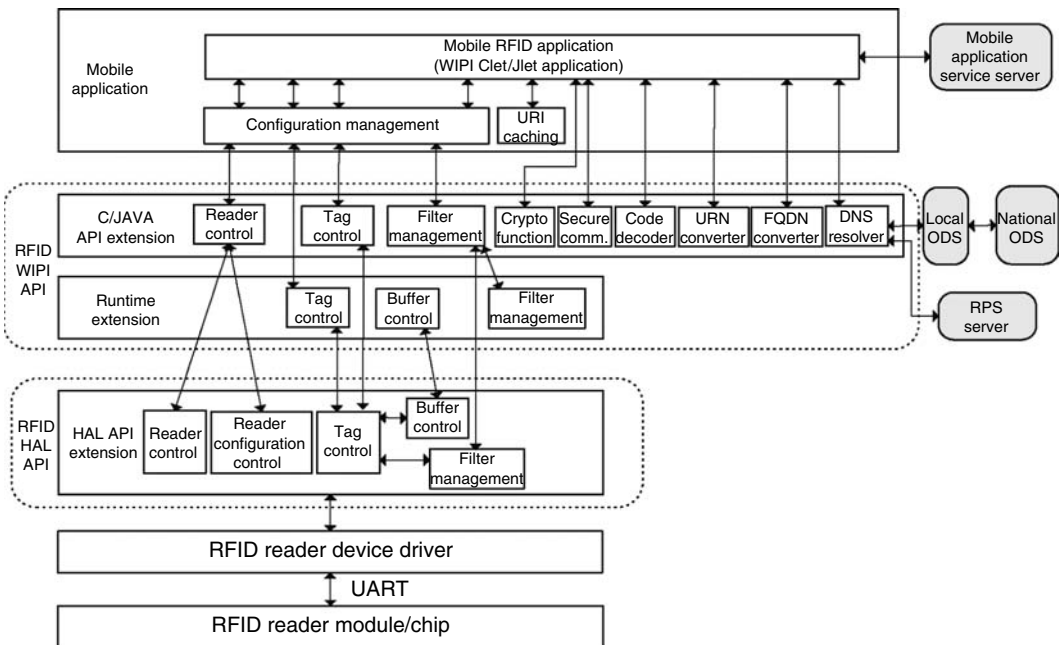 Mobile
application
Mobile RFID application
(WIPI Clet/Jlet application)
Mobile
application
service server
Configuration management
URI
caching
RFID
WIPI
API
C/JAVA
API extension
Reader
control
Tag
control
Filter
management
Crypto
function
Secure
comm.
Code
decoder
URN
converter
FQDN
converter
DNS
resolver
Local
ODS
National
ODS
Runtime
extension
Tag
control
Buffer
control
Filter
management
RPS
server
RFID
HAL
API
HAL API
extension
Reader
control
Reader
configuration
control
Tag
control
Buffer
control
Filter
management
RFID reader device driver
UART
RFID reader module/chip